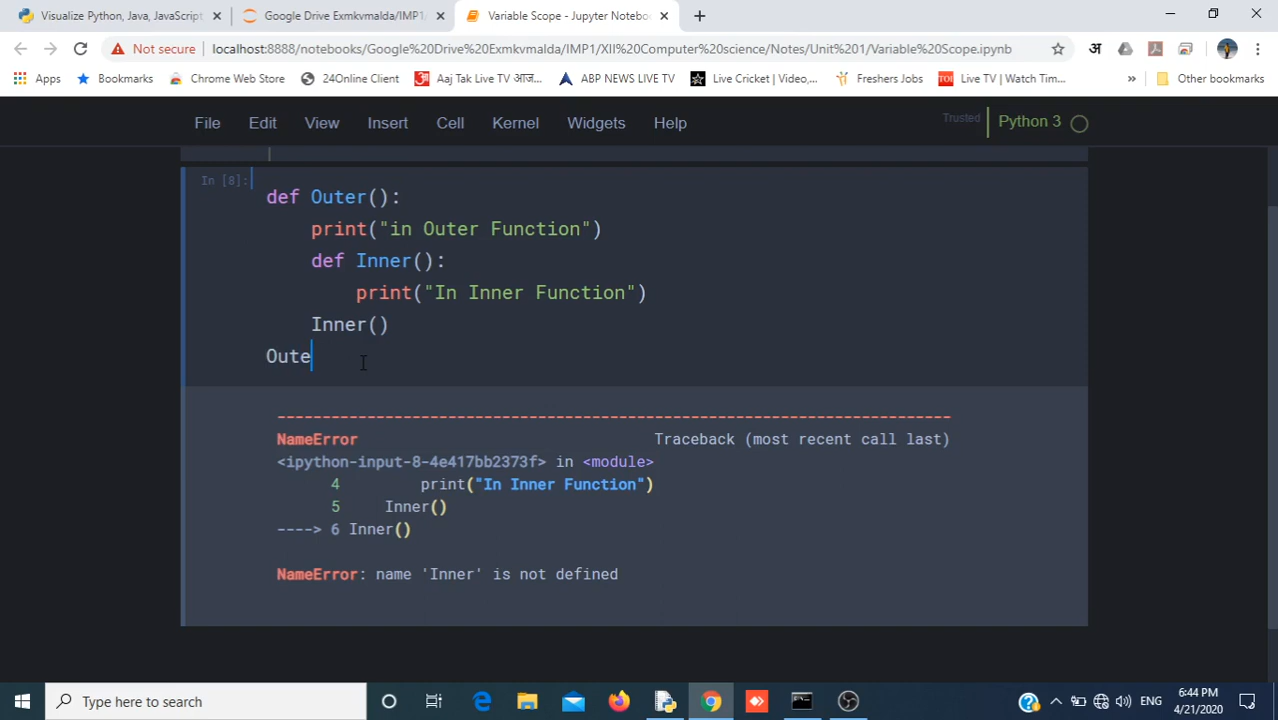 Visualize Python, Java, JavaScript
Google Drive Exmkvmalda/IMP1/
Variable Scope - Jupyter Noteboo
Not secure
localhost:8888/notebooks/Google%20Drive%20Exmkvmalda/IMP1/XII%20Computer%20science/Notes/Unit%201/Variable%20Scope.ipynb
अ
Apps
Bookmarks
Chrome Web Store
24Online Client
Aaj Tak Live TV आज...
ABP NEWS LIVE TV
Live Cricket | Video,...
Freshers Jobs
TOI
Live TV | Watch Tim...
»
Other bookmarks
File Edit View Insert Cell Kernel Widgets Help
Trusted
Python 3
In [8]:
def Outer():
    print("in Outer Function")
    def Inner():
        print("In Inner Function")
    Inner()
Oute
---------------------------------------------------------------------------
NameError                                 Traceback (most recent call last)
<ipython-input-8-4e417bb2373f> in <module>
      4         print("In Inner Function")
      5     Inner()
----> 6 Inner()
NameError: name 'Inner' is not defined
Type here to search
ENG
6:44 PM
4/21/2020